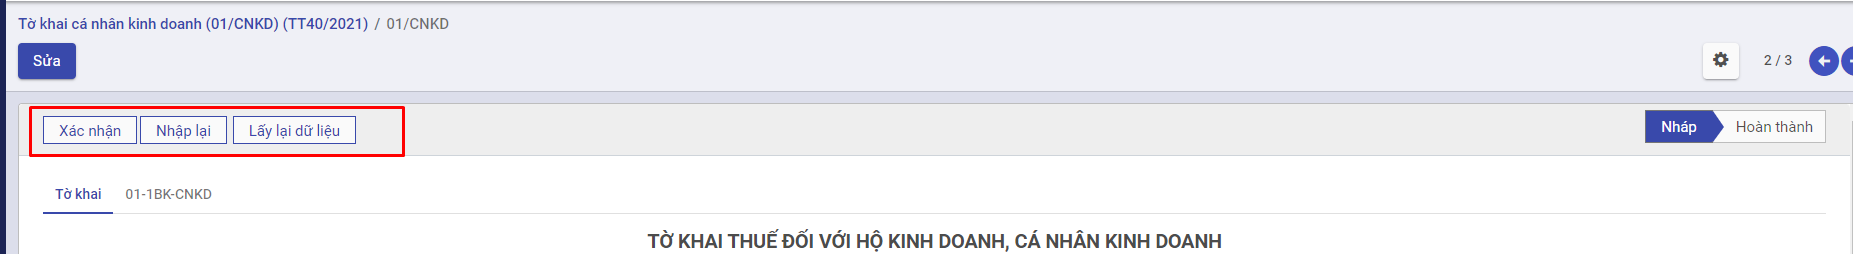 Tờ khai cá nhân kinh doanh (01/CNKD) (TT40/2021) / 01/CNKD
Sửa
2 / 3
Xác nhận Nhập lại Lấy lại dữ liệu
Nháp Hoàn thành
Tờ khai 01-1BK-CNKD
TỜ KHAI THUẾ ĐỐI VỚI HỘ KINH DOANH, CÁ NHÂN KINH DOANH